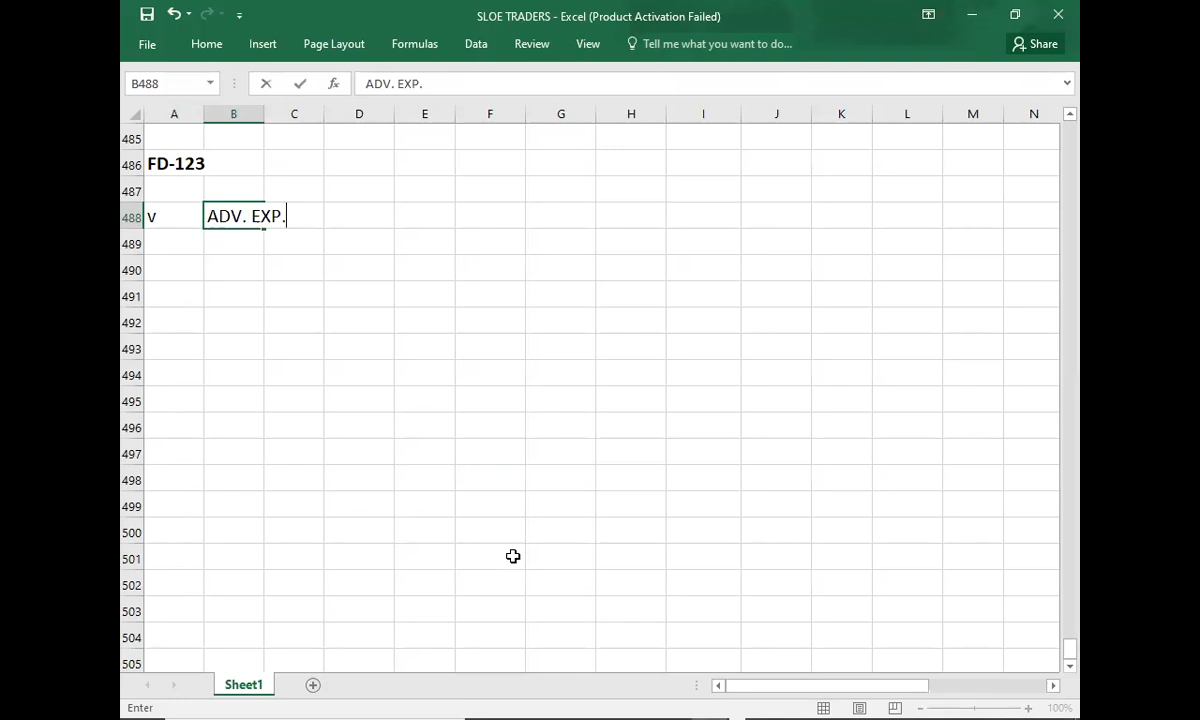 SLOE TRADERS - Excel (Product Activation Failed)
File Home Insert Page Layout Formulas Data Review View Tell me what you want to do... Share
B488 fx ADV. EXP.
A B C D E F G H I J K L M N
485
486 FD-123
487
488 v ADV. EXP.
489
490
491
492
493
494
495
496
497
498
499
500
501
502
503
504
505
Sheet1
Enter 100%